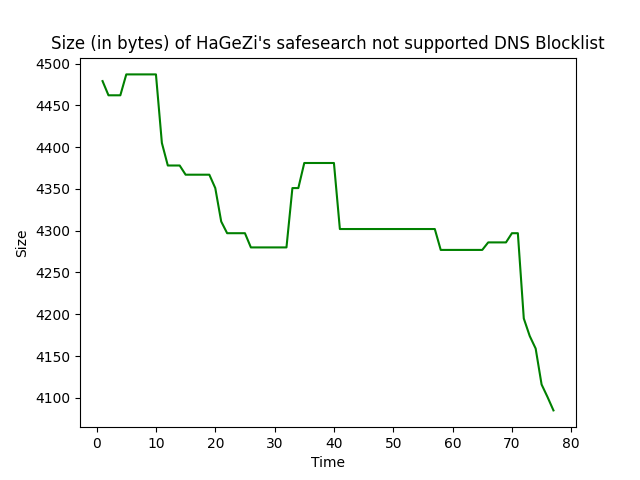 Size (in bytes) of HaGeZi's safesearch not supported DNS Blocklist
4500
4450
4400
4350
4300
4250
4200
4150
4100
Size
0 10 20 30 40 50 60 70 80
Time